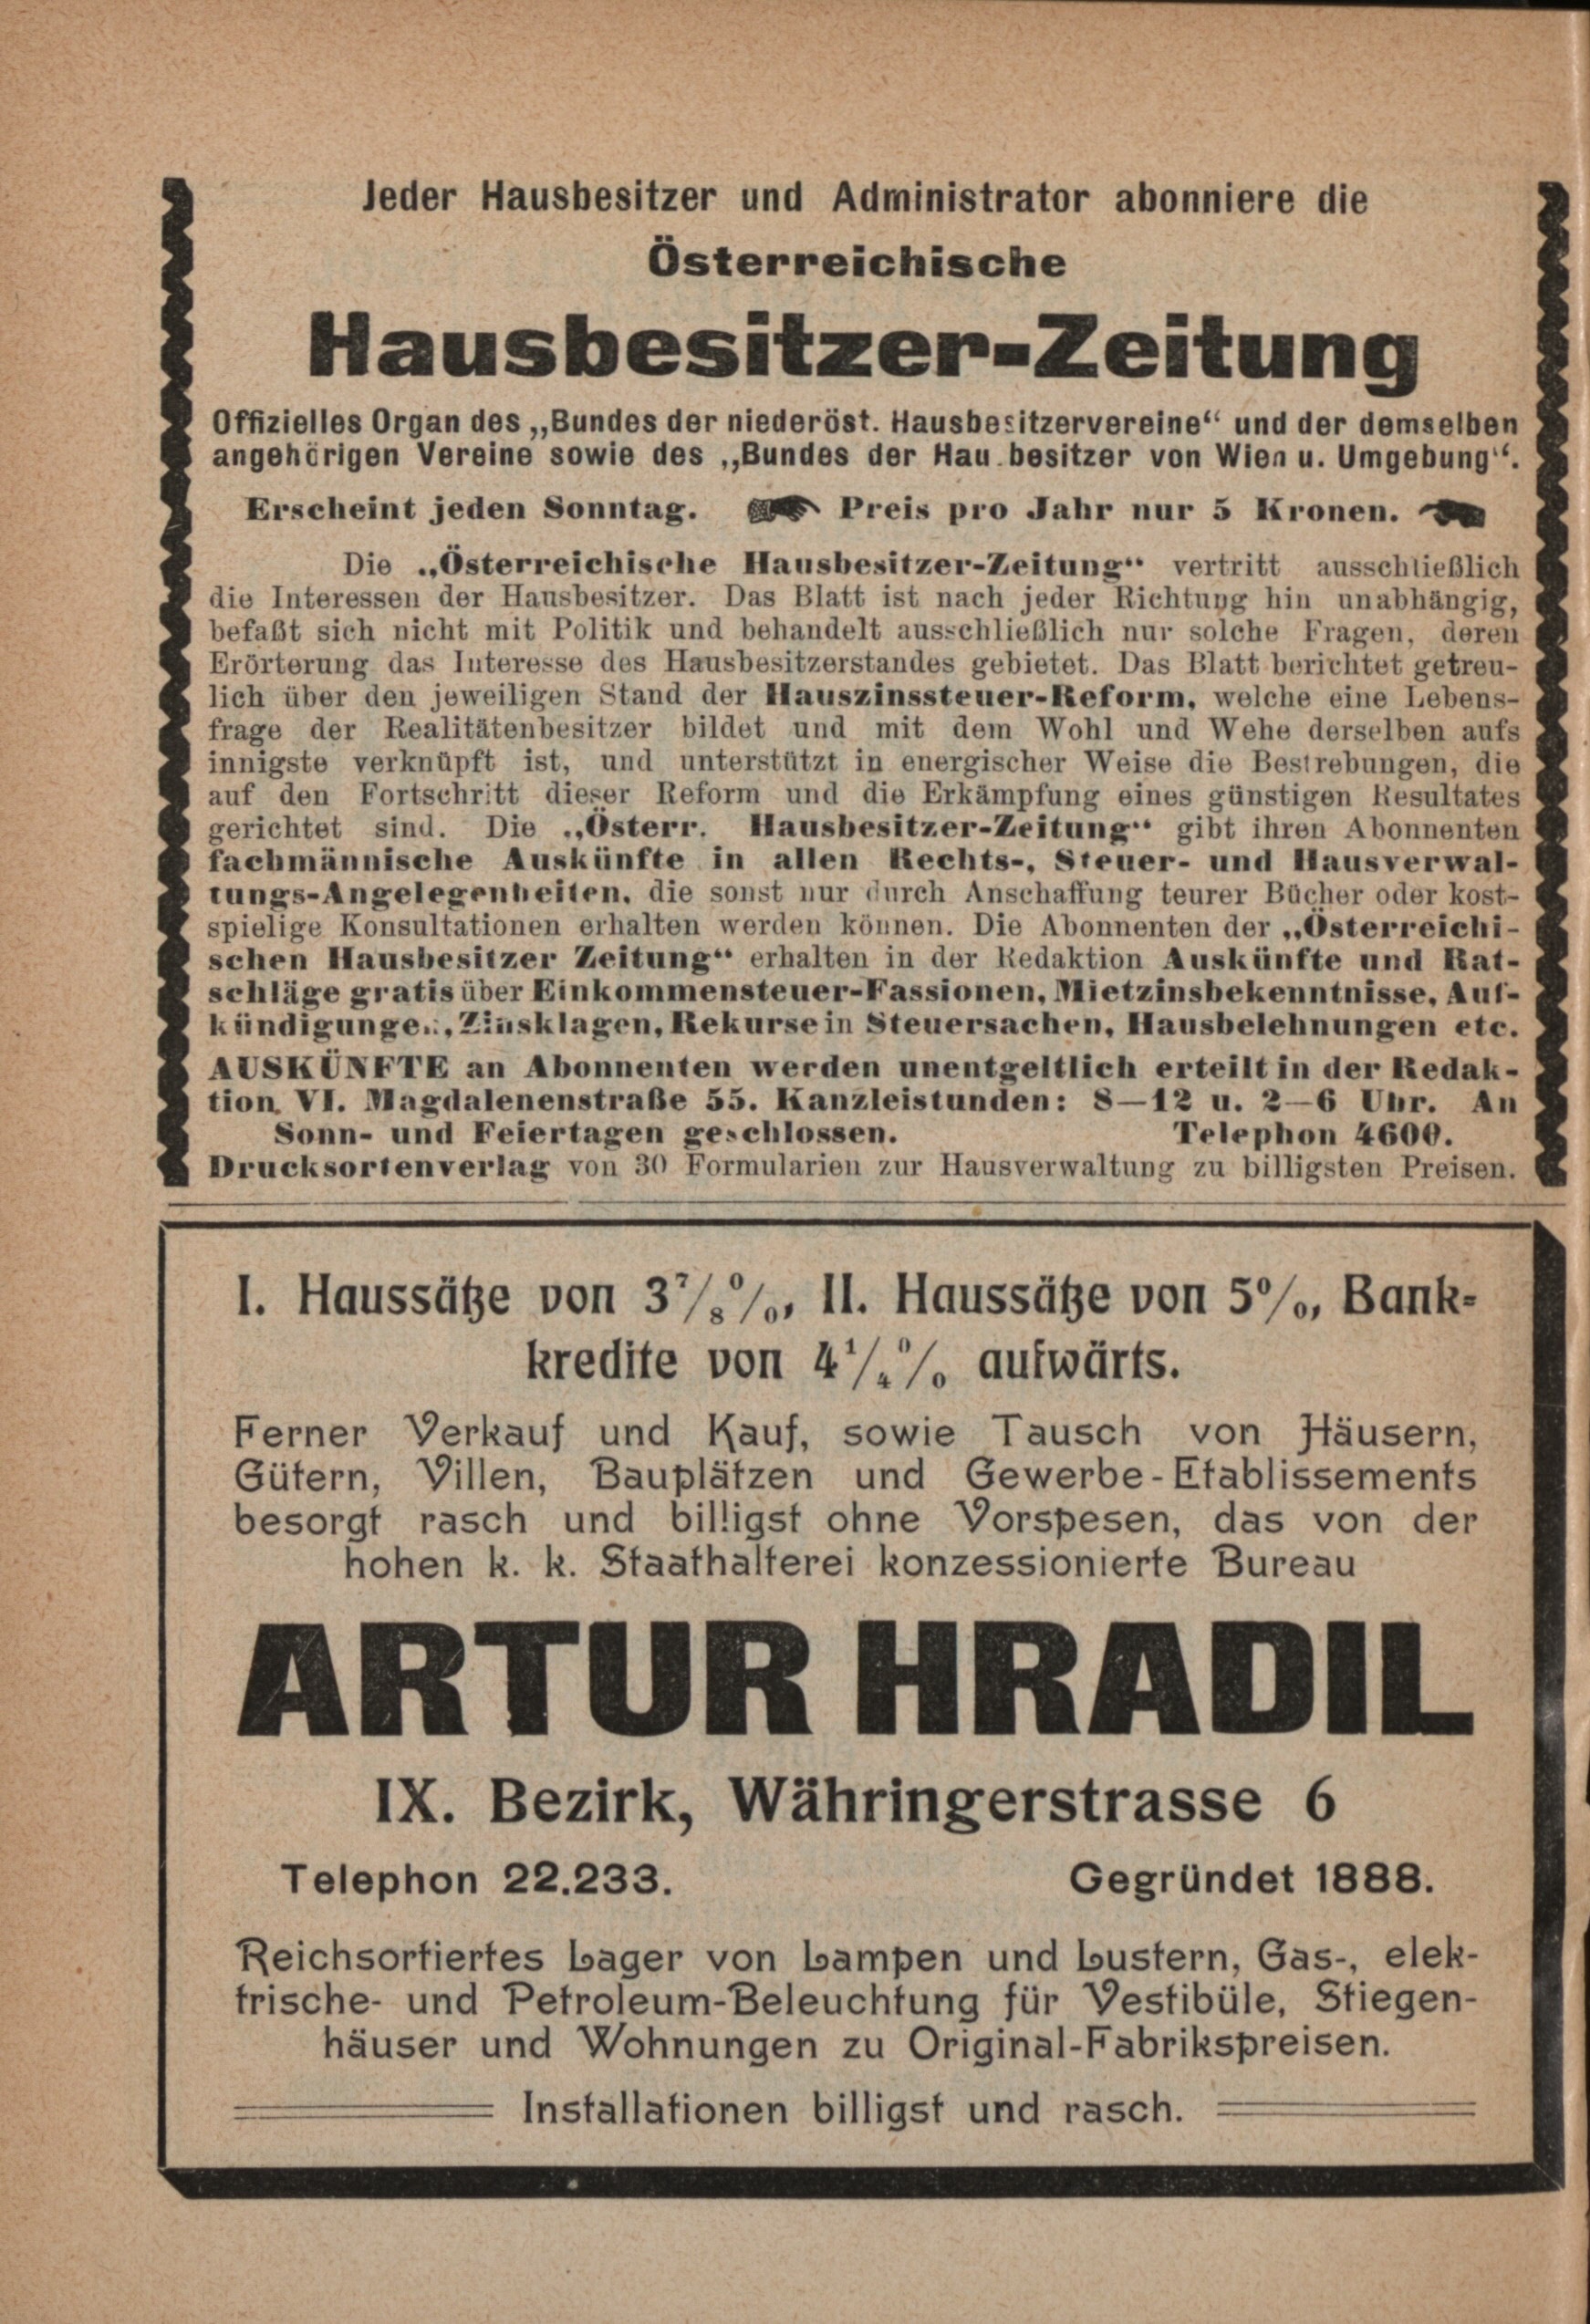 Jeder Hausbesitzer und Administrator abonniere die
Österreichische
Hausbesitzer-Zeitung
Offizielles Organ des „Bundes der niederöst. Hausbesitzervereine“ und der demselben
angehörigen Vereine sowie des „Bundes der Hau.besitzer von Wien u. Umgebung“.
Erscheint jeden Sonntag. Preis pro Jahr nur 5 Kronen.
Die „Österreichische Hausbesitzer-Zeitung“ vertritt ausschließlich
die Interessen der Hausbesitzer. Das Blatt ist nach jeder Richtung hin unabhängig,
befaßt sich nicht mit Politik und behandelt ausschließlich nur solche Fragen, deren
Erörterung das Interesse des Hausbesitzerstandes gebietet. Das Blatt berichtet getreu-
lich über den jeweiligen Stand der Hauszinssteuer-Reform, welche eine Lebens-
frage der Realitätenbesitzer bildet und mit dem Wohl und Wehe derselben aufs
innigste verknüpft ist, und unterstützt in energischer Weise die Bestrebungen, die
auf den Fortschritt dieser Reform und die Erkämpfung eines günstigen Resultates
gerichtet sind. Die „Österr. Hausbesitzer-Zeitung“ gibt ihren Abonnenten
fachmännische Auskünfte in allen Rechts-, Steuer- und Hausverwal-
tungs-Angelegenheiten, die sonst nur durch Anschaffung teurer Bücher oder kost-
spielige Konsultationen erhalten werden können. Die Abonnenten der „Österreichi-
schen Hausbesitzer Zeitung“ erhalten in der Redaktion Auskünfte und Rat-
schläge gratis über Einkommensteuer-Fassionen, Mietzinsbekenntnisse, Auf-
kündigungen, Zinsklagen, Rekurse in Steuersachen, Hausbelehnungen etc.
AUSKÜNFTE an Abonnenten werden unentgeltlich erteilt in der Redak-
tion, VI. Magdalenenstraße 55. Kanzleistunden: 8—12 u. 2—6 Uhr. An
Sonn- und Feiertagen geschlossen. Telephon 4600.
Drucksortenverlag von 30 Formularien zur Hausverwaltung zu billigsten Preisen.
I. Haussätze von 3⁷/₈%, II. Haussätze von 5%, Bank-
kredite von 4¹/₄% aufwärts.
Ferner Verkauf und Kauf, sowie Tausch von Häusern,
Gütern, Villen, Bauplätzen und Gewerbe-Etablissements
besorgt rasch und billigst ohne Vorspesen, das von der
hohen k. k. Staathalterei konzessionierte Bureau
ARTUR HRADIL
IX. Bezirk, Währingerstrasse 6
Telephon 22.233. Gegründet 1888.
Reichsortiertes Lager von Lampen und Lustern, Gas-, elek-
trische- und Petroleum-Beleuchtung für Vestibüle, Stiegen-
häuser und Wohnungen zu Original-Fabrikspreisen.
Installationen billigst und rasch.